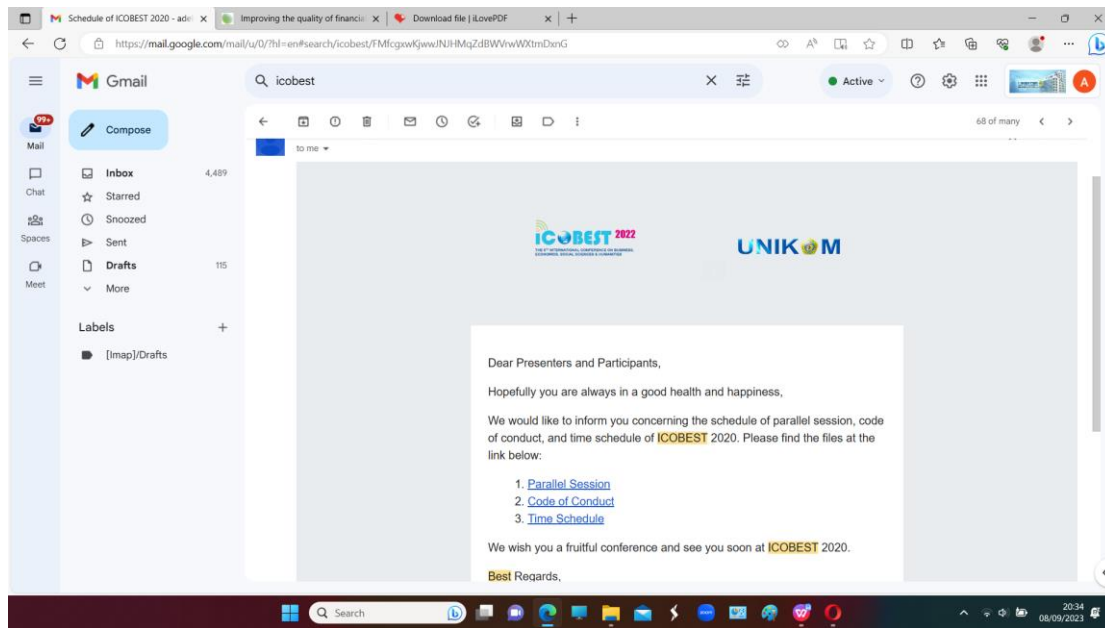 Schedule of ICOBEST 2020 - ade
Improving the quality of financi
Download file | iLovePDF
https://mail.google.com/mail/u/0/?hl=en#search/icobest/FMfcgxwKjwwJNJHMqZdBWVrwWXtmDxnG
Gmail
icobest
Active
A
99+
Mail
Compose
68 of many
to me
Chat
Spaces
Meet
Inbox 4,489
Starred
Snoozed
Sent
Drafts 115
More
Labels
[Imap]/Drafts
ICOBEST 2022
UNIKOM
Dear Presenters and Participants,
Hopefully you are always in a good health and happiness,
We would like to inform you concerning the schedule of parallel session, code
of conduct, and time schedule of ICOBEST 2020. Please find the files at the
link below:
1. Parallel Session
2. Code of Conduct
3. Time Schedule
We wish you a fruitful conference and see you soon at ICOBEST 2020.
Best Regards,
Search
20:34
08/09/2023